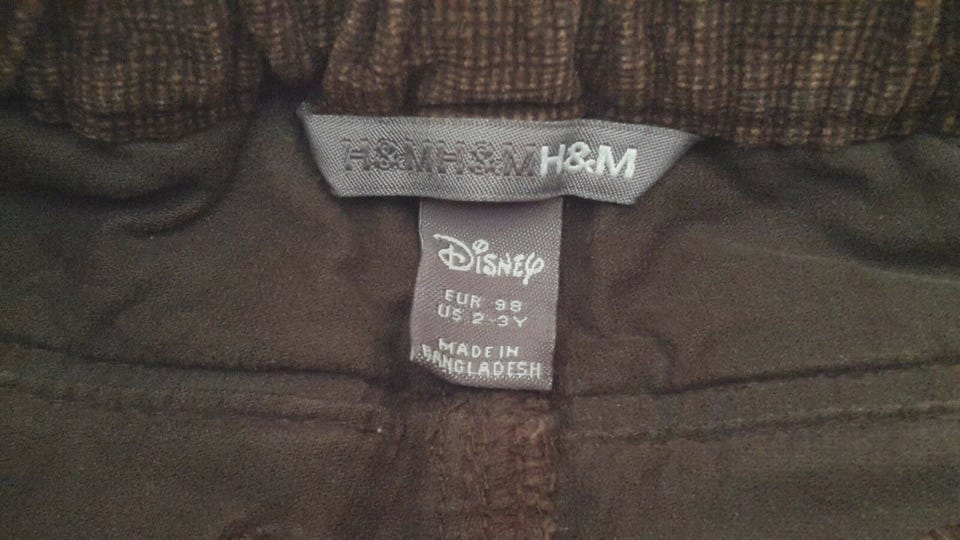 H&MH&MH&M
Disney
EUR 98
US 2-3Y
MADE IN
BANGLADESH